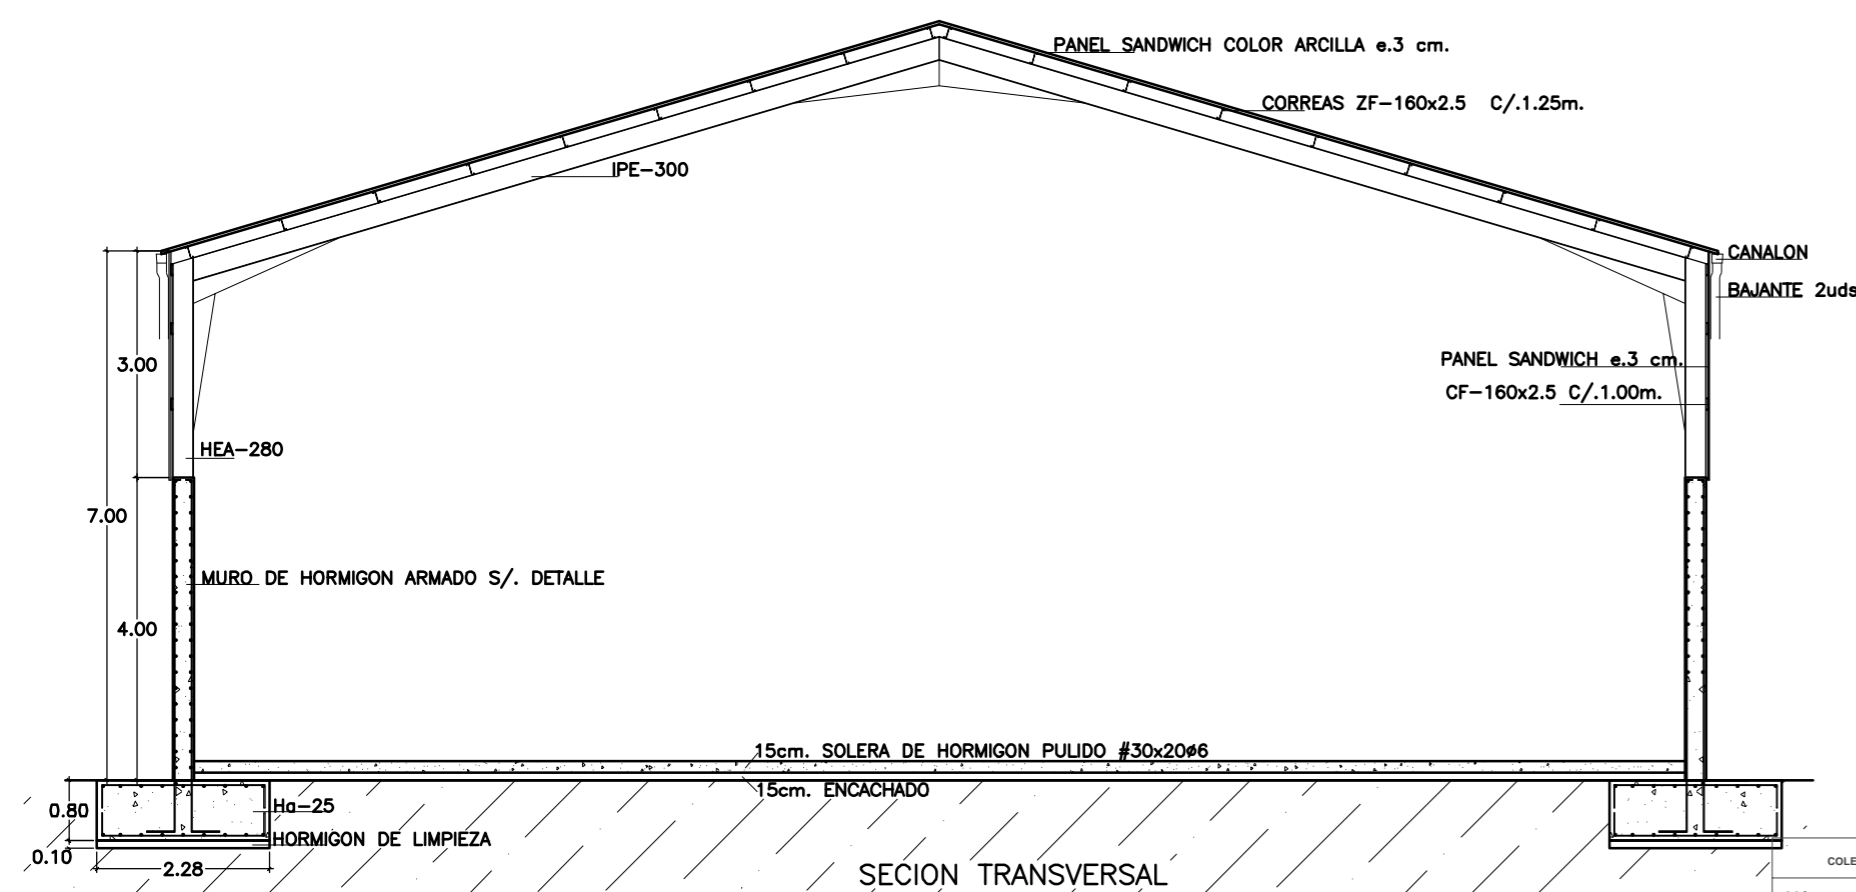 PANEL SANDWICH COLOR ARCILLA e.3 cm.
CORREAS ZF-160x2.5 C/.1.25m.
IPE-300
CANALON
BAJANTE 2uds
3.00
PANEL SANDWICH e.3 cm.
CF-160x2.5 C/.1.00m.
HEA-280
7.00
MURO DE HORMIGON ARMADO S/. DETALLE
4.00
15cm. SOLERA DE HORMIGON PULIDO #30x20ø6
15cm. ENCACHADO
0.80
Ha-25
HORMIGON DE LIMPIEZA
0.10
2.28
SECION TRANSVERSAL
COLE